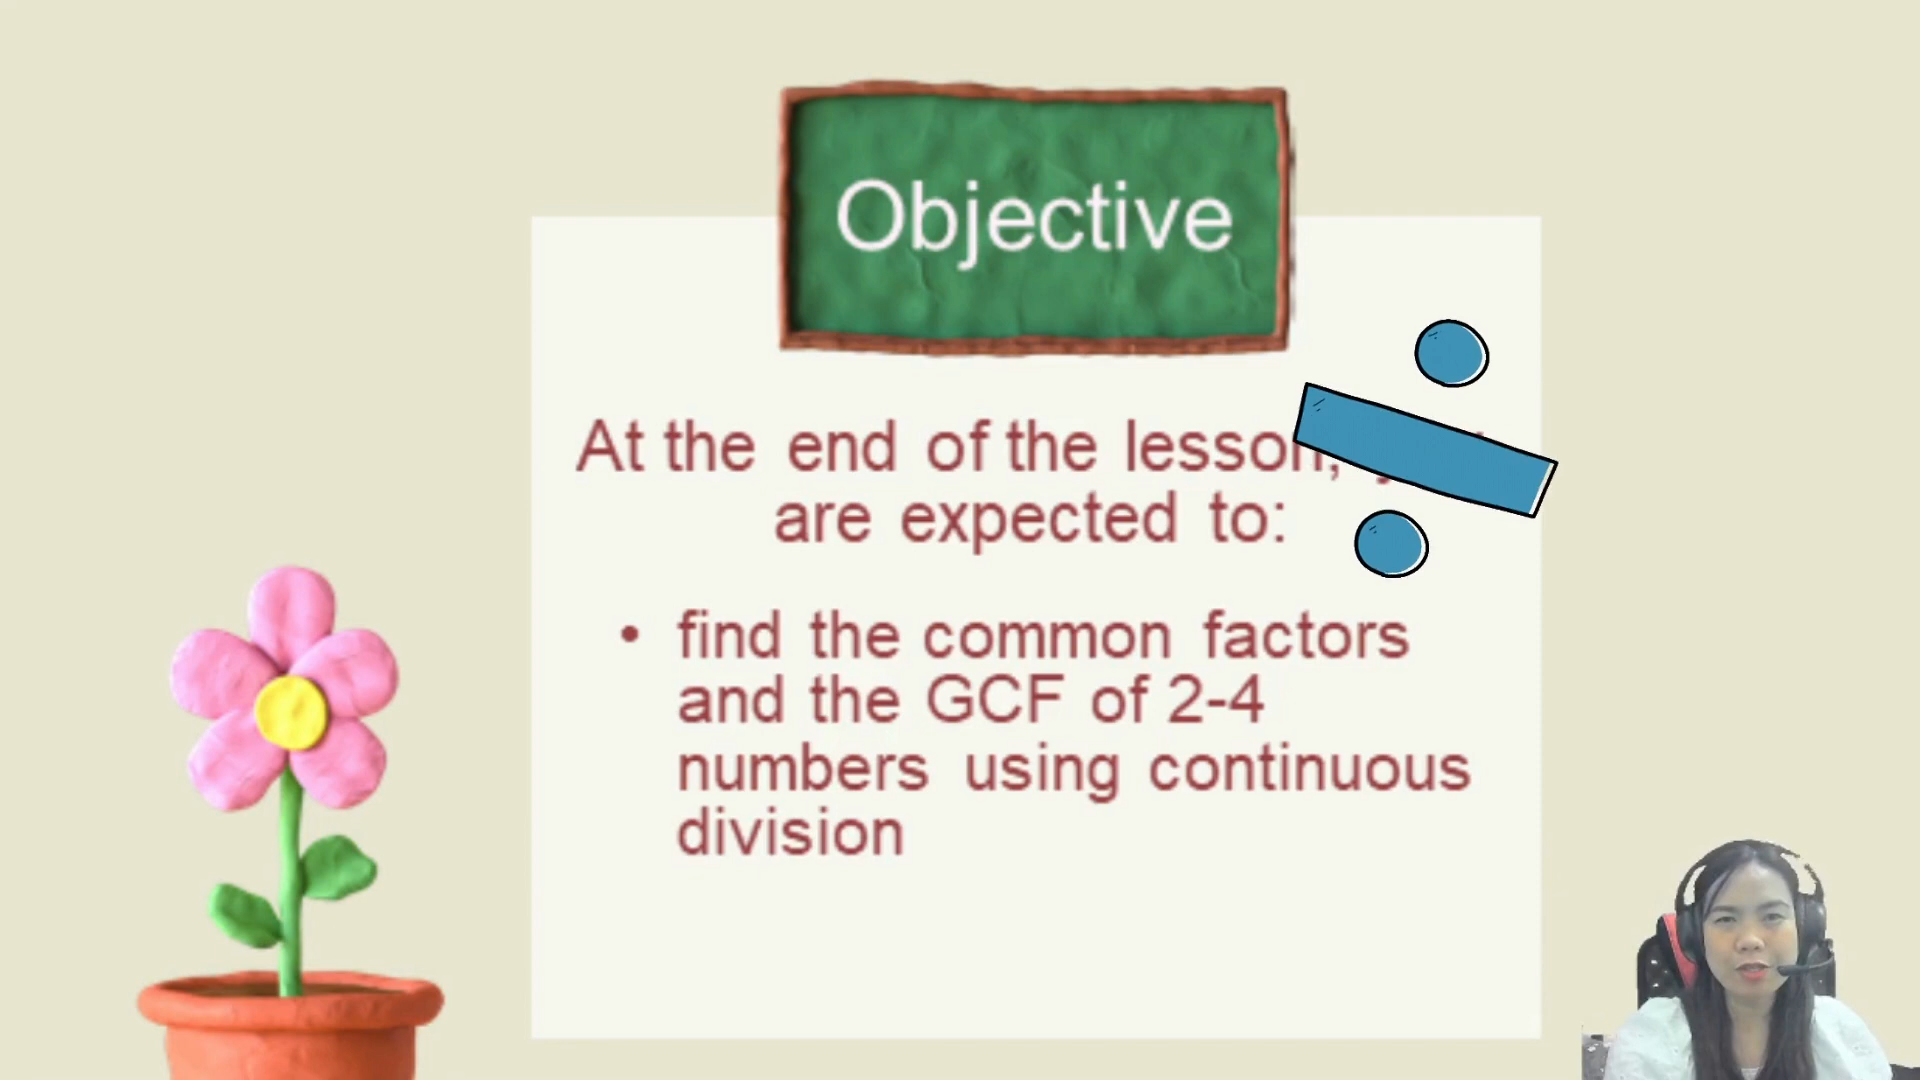 Objective
At the end of the lesson,
are expected to:
• find the common factors
and the GCF of 2-4
numbers using continuous
division